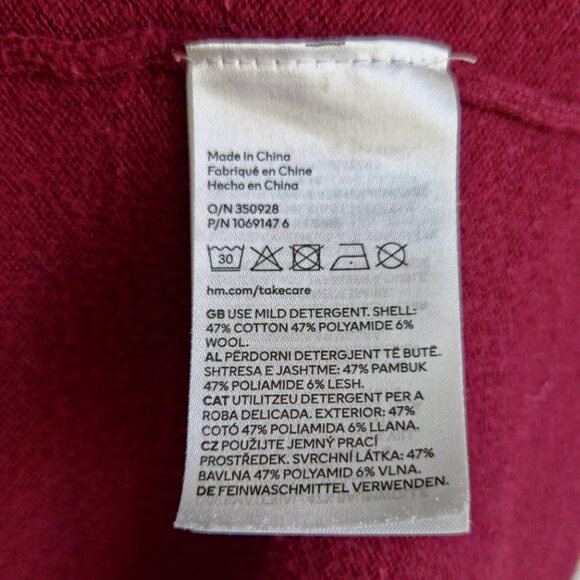 Made in China
Fabriqué en Chine
Hecho en China
O/N 350928
P/N 1069147 6
30
hm.com/takecare
GB USE MILD DETERGENT. SHELL:
47% COTTON 47% POLYAMIDE 6%
WOOL.
AL PËRDORNI DETERGJENT TË BUTË.
SHTRESA E JASHTME: 47% PAMBUK
47% POLIAMIDE 6% LESH.
CAT UTILITZEU DETERGENT PER A
ROBA DELICADA. EXTERIOR: 47%
COTÓ 47% POLIAMIDA 6% LLANA.
CZ POUŽIJTE JEMNÝ PRACÍ
PROSTŘEDEK. SVRCHNÍ LÁTKA: 47%
BAVLNA 47% POLYAMID 6% VLNA.
DE FEINWASCHMITTEL VERWENDEN.